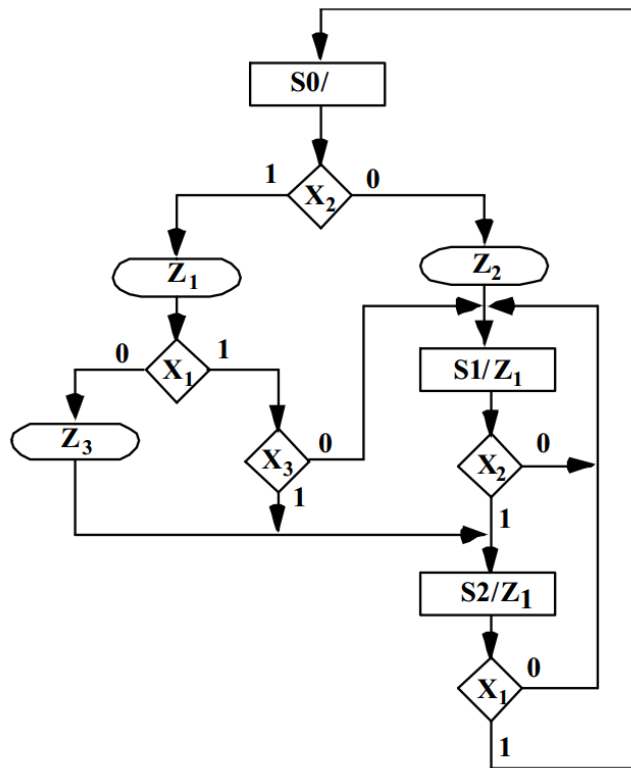 S0/
1 X₂ 0
Z₁ Z₂
0 X₁ 1 S1/Z₁
Z₃ X₃ 0 X₂ 0
1 1
S2/Z1
X₁ 0
1